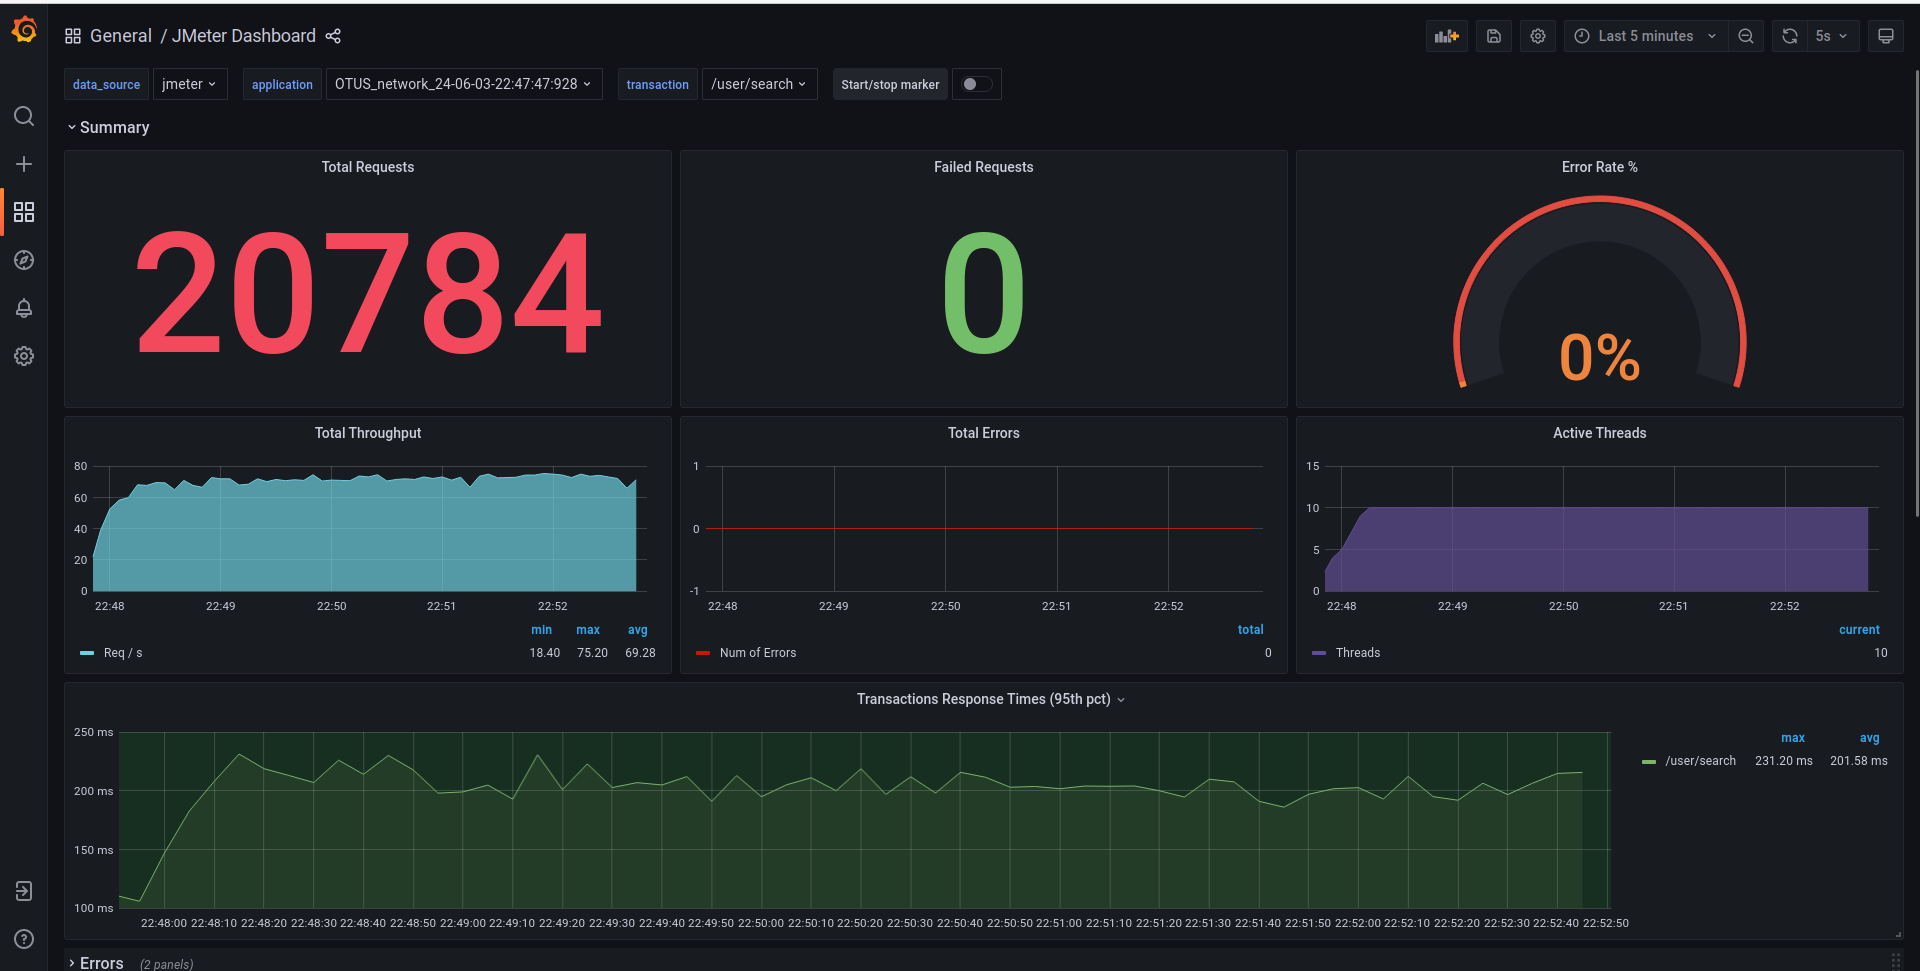 General / JMeter Dashboard
Last 5 minutes
5s
data_source jmeter application OTUS_network_24-06-03-22:47:47:928 transaction /user/search Start/stop marker
Summary
Total Requests
20784
Failed Requests
0
Error Rate %
0%
Total Throughput
80
60
40
20
0
22:48 22:49 22:50 22:51 22:52
min max avg
Req / s 18.40 75.20 69.28
Total Errors
1
0
-1
22:48 22:49 22:50 22:51 22:52
total
Num of Errors 0
Active Threads
15
10
5
0
22:48 22:49 22:50 22:51 22:52
current
Threads 10
Transactions Response Times (95th pct)
250 ms
200 ms
150 ms
100 ms
22:48:00 22:48:10 22:48:20 22:48:30 22:48:40 22:48:50 22:49:00 22:49:10 22:49:20 22:49:30 22:49:40 22:49:50 22:50:00 22:50:10 22:50:20 22:50:30 22:50:40 22:50:50 22:51:00 22:51:10 22:51:20 22:51:30 22:51:40 22:51:50 22:52:00 22:52:10 22:52:20 22:52:30 22:52:40 22:52:50
max avg
/user/search 231.20 ms 201.58 ms
Errors (2 panels)